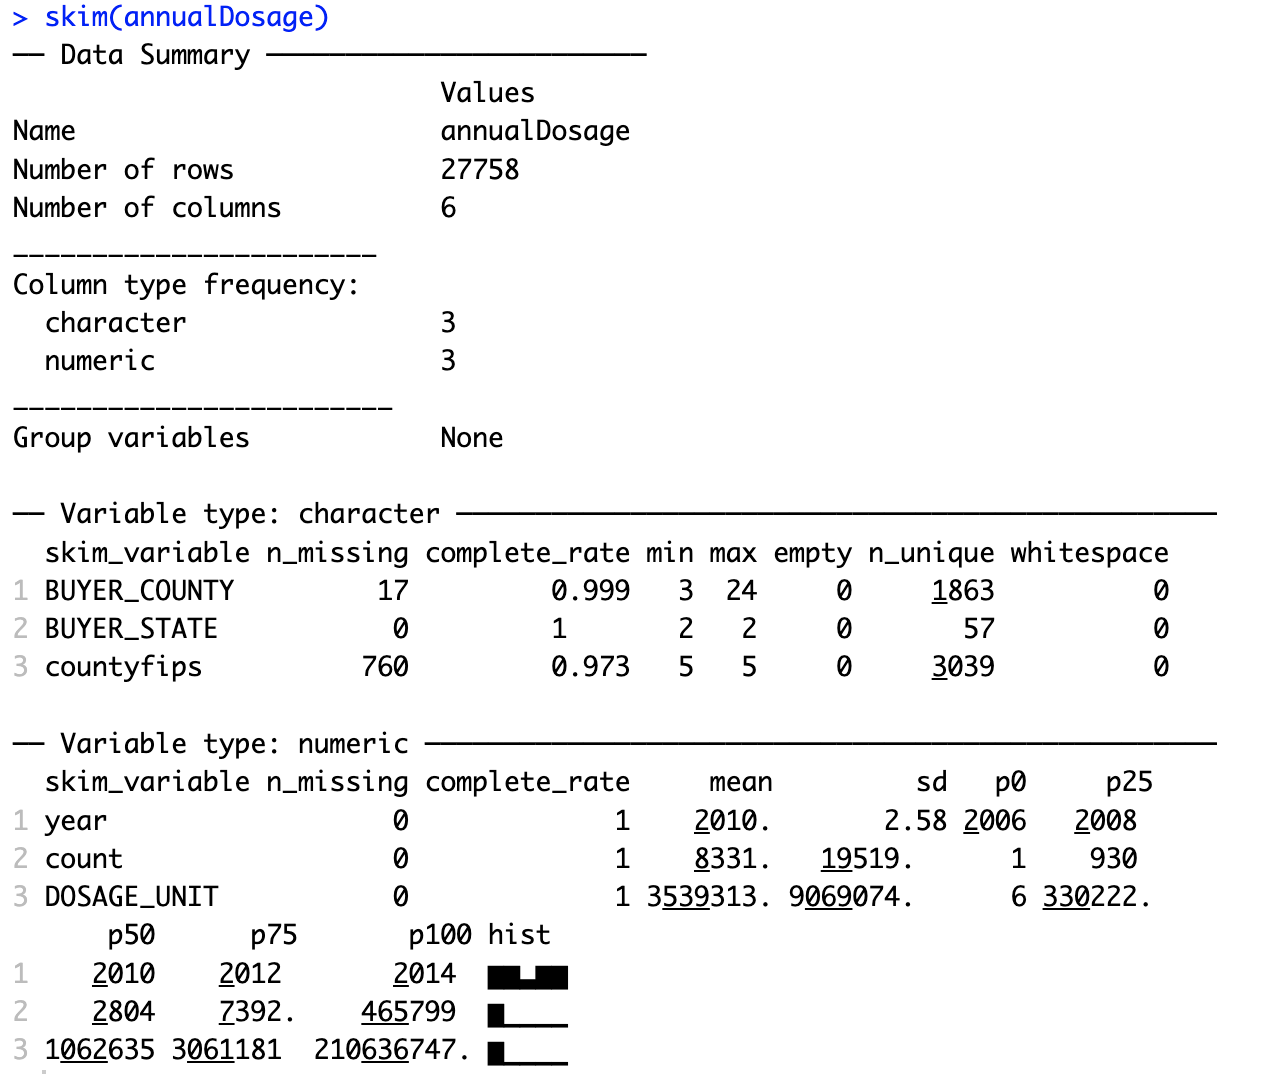 > skim(annualDosage)
── Data Summary ────────────────────────
                           Values
Name                       annualDosage
Number of rows             27758
Number of columns          6
_______________________
Column type frequency:
  character                3
  numeric                  3
________________________
Group variables            None

── Variable type: character ────────────────────────────────────────────────
  skim_variable n_missing complete_rate min max empty n_unique whitespace
1 BUYER_COUNTY         17         0.999   3  24     0     1863          0
2 BUYER_STATE           0         1       2   2     0       57          0
3 countyfips          760         0.973   5   5     0     3039          0

── Variable type: numeric ──────────────────────────────────────────────────
  skim_variable n_missing complete_rate     mean         sd   p0     p25
1 year                  0             1    2010.       2.58 2006   2008
2 count                 0             1    8331.   19519.      1    930
3 DOSAGE_UNIT           0             1 3539313. 9069074.      6 330222.
      p50      p75       p100 hist
1    2010    2012       2014  ▇▇▅▇▇
2    2804    7392.    465799  ▇▁▁▁▁
3 1062635 3061181  210636747. ▇▁▁▁▁